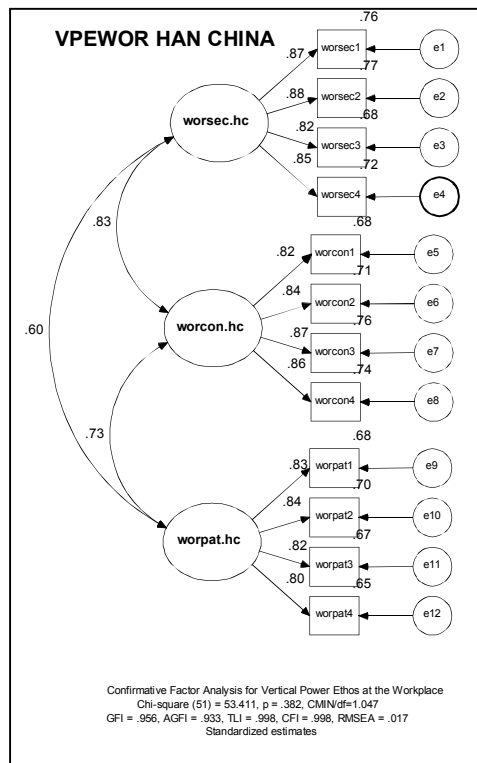 .76
VPEWOR HAN CHINA
.87
worsec1
e1
.77
.88
worsec2
e2
.68
worsec.hc
.82
worsec3
e3
.72
.85
worsec4
e4
.68
.83
.82
worcon1
e5
.71
.84
worcon2
e6
.76
worcon.hc
.87
worcon3
e7
.74
.86
worcon4
e8
.60
.68
.73
.83
worpat1
e9
.70
.84
worpat2
e10
.67
worpat.hc
.82
worpat3
e11
.65
.80
worpat4
e12
Confirmative Factor Analysis for Vertical Power Ethos at the Workplace
Chi-square (51) = 53.411, p = .382, CMIN/df=1.047
GFI = .956, AGFI = .933, TLI = .998, CFI = .998, RMSEA = .017
Standardized estimates